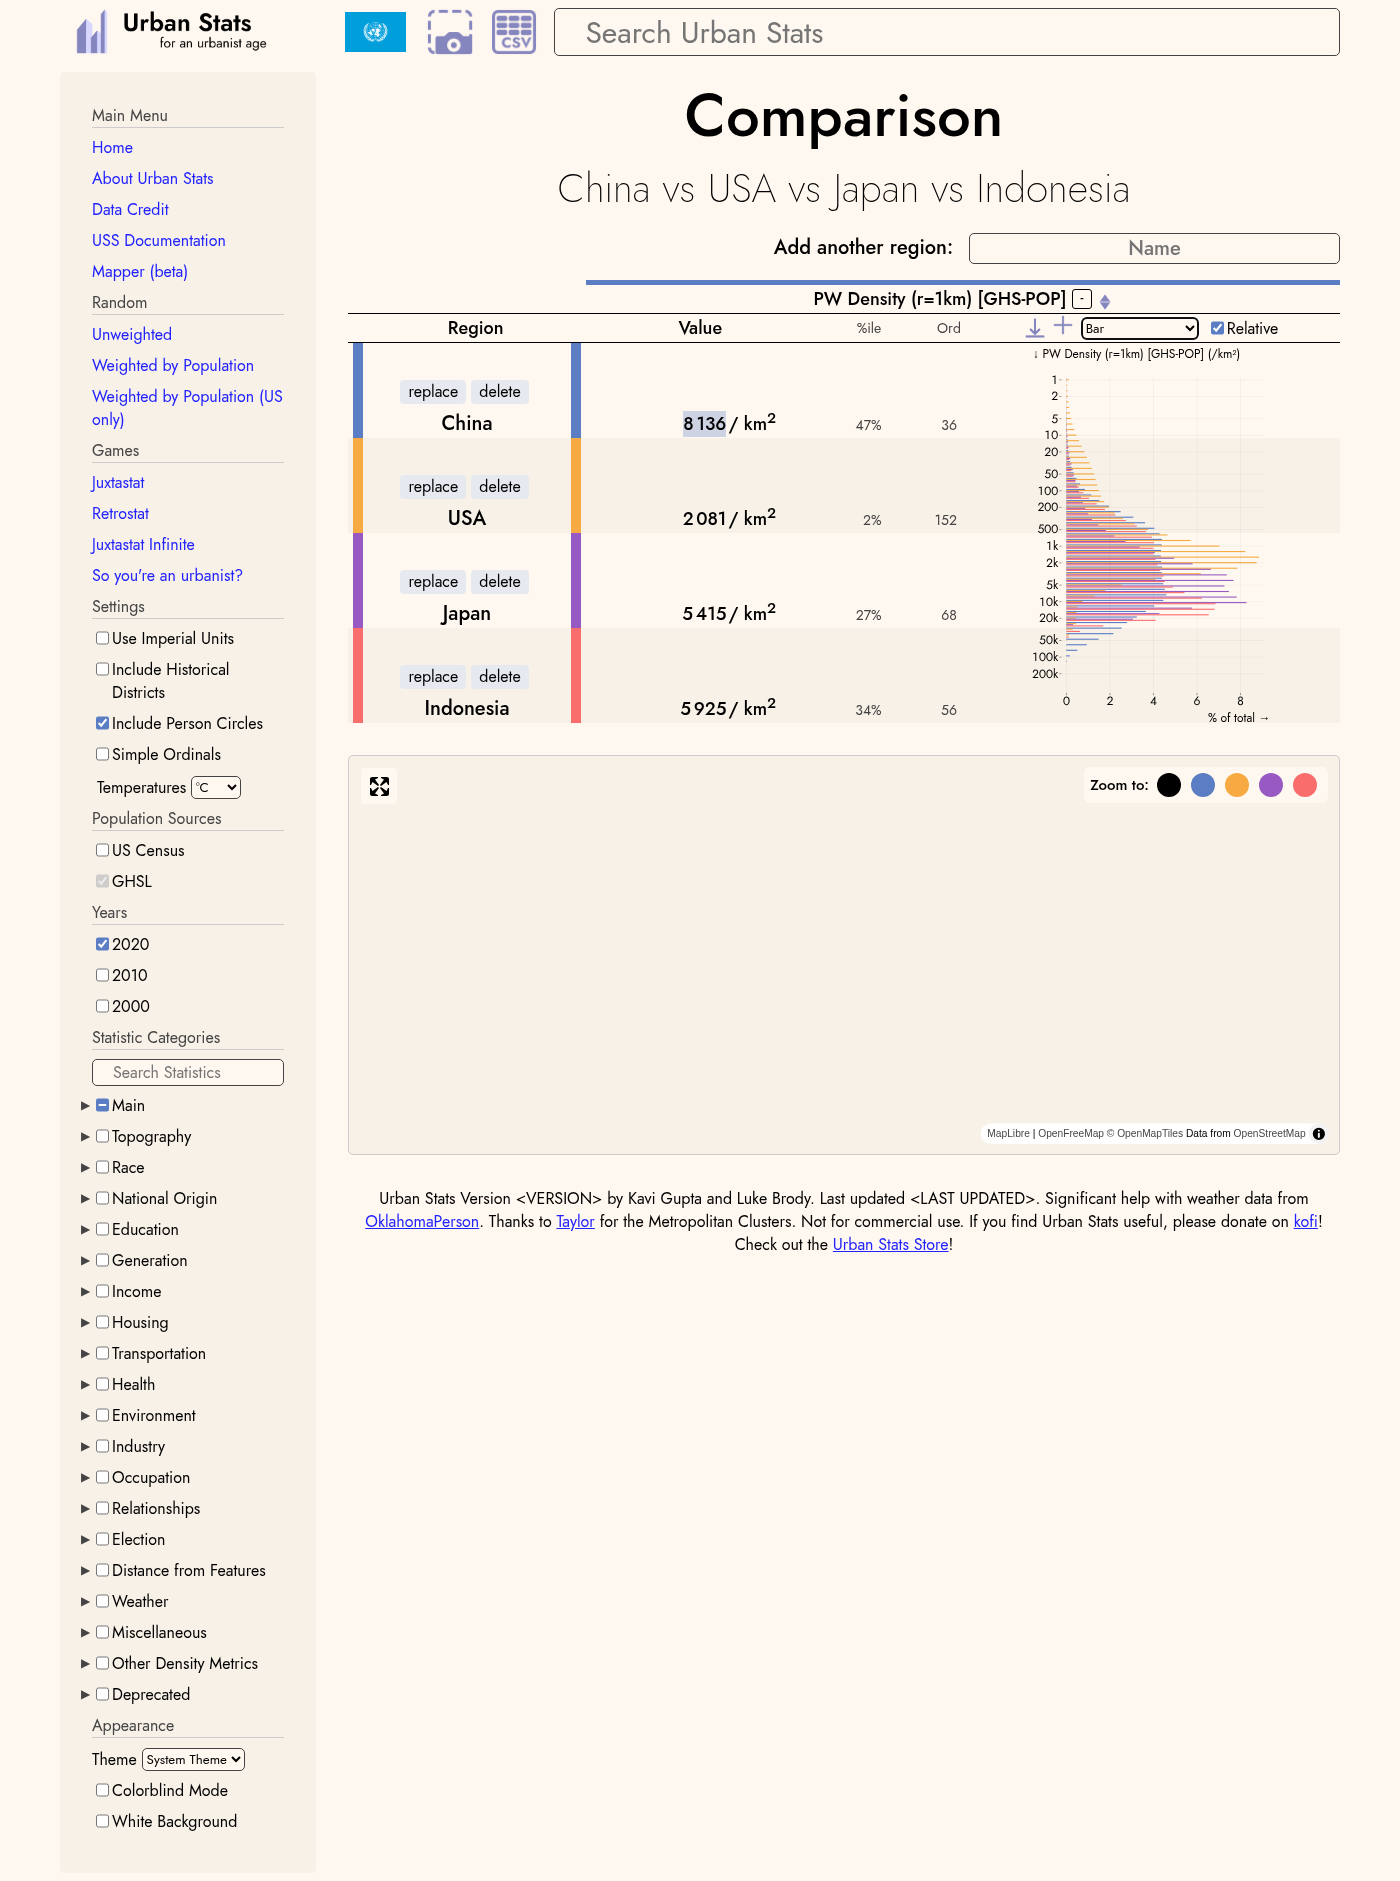 Urban Stats
for an urbanist age
CSV
Search Urban Stats
Main Menu
Home
About Urban Stats
Data Credit
USS Documentation
Mapper (beta)
Random
Unweighted
Weighted by Population
Weighted by Population (US
only)
Games
Juxtastat
Retrostat
Juxtastat Infinite
So you're an urbanist?
Settings
Use Imperial Units
Include Historical
Districts
Include Person Circles
Simple Ordinals
Temperatures °C
Population Sources
US Census
GHSL
Years
2020
2010
2000
Statistic Categories
Search Statistics
Main
Topography
Race
National Origin
Education
Generation
Income
Housing
Transportation
Health
Environment
Industry
Occupation
Relationships
Election
Distance from Features
Weather
Miscellaneous
Other Density Metrics
Deprecated
Appearance
Theme System Theme
Colorblind Mode
White Background
Comparison
China vs USA vs Japan vs Indonesia
Add another region: Name
PW Density (r=1km) [GHS-POP] -
Region Value %ile Ord Bar Relative
replace delete
China 8 136 / km² 47% 36
replace delete
USA 2 081 / km² 2% 152
replace delete
Japan 5 415 / km² 27% 68
replace delete
Indonesia 5 925 / km² 34% 56
↓ PW Density (r=1km) [GHS-POP] (/km²)
1
2
5
10
20
50
100
200
500
1k
2k
5k
10k
20k
50k
100k
200k
0 2 4 6 8
% of total →
Zoom to:
MapLibre | OpenFreeMap © OpenMapTiles Data from OpenStreetMap
Urban Stats Version <VERSION> by Kavi Gupta and Luke Brody. Last updated <LAST UPDATED>. Significant help with weather data from
OklahomaPerson. Thanks to Taylor for the Metropolitan Clusters. Not for commercial use. If you find Urban Stats useful, please donate on kofi!
Check out the Urban Stats Store!